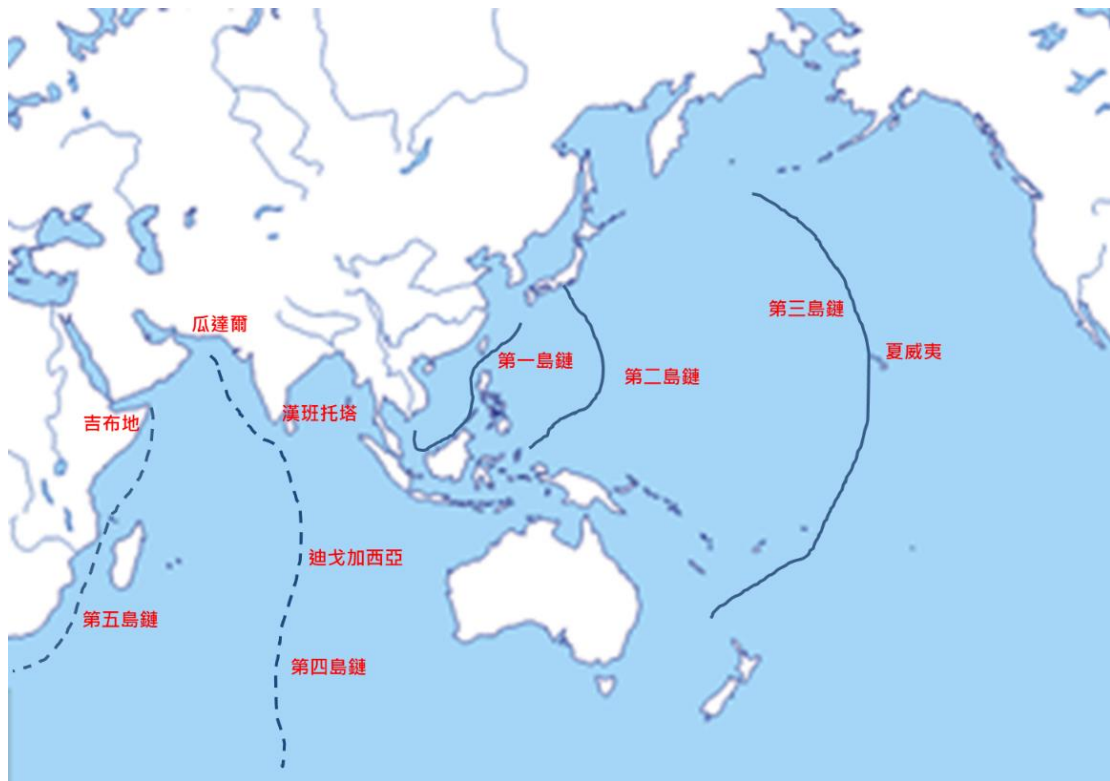 第三島鏈
瓜達爾
夏威夷
第一島鏈
第二島鏈
漢班托塔
吉布地
迪戈加西亞
第五島鏈
第四島鏈